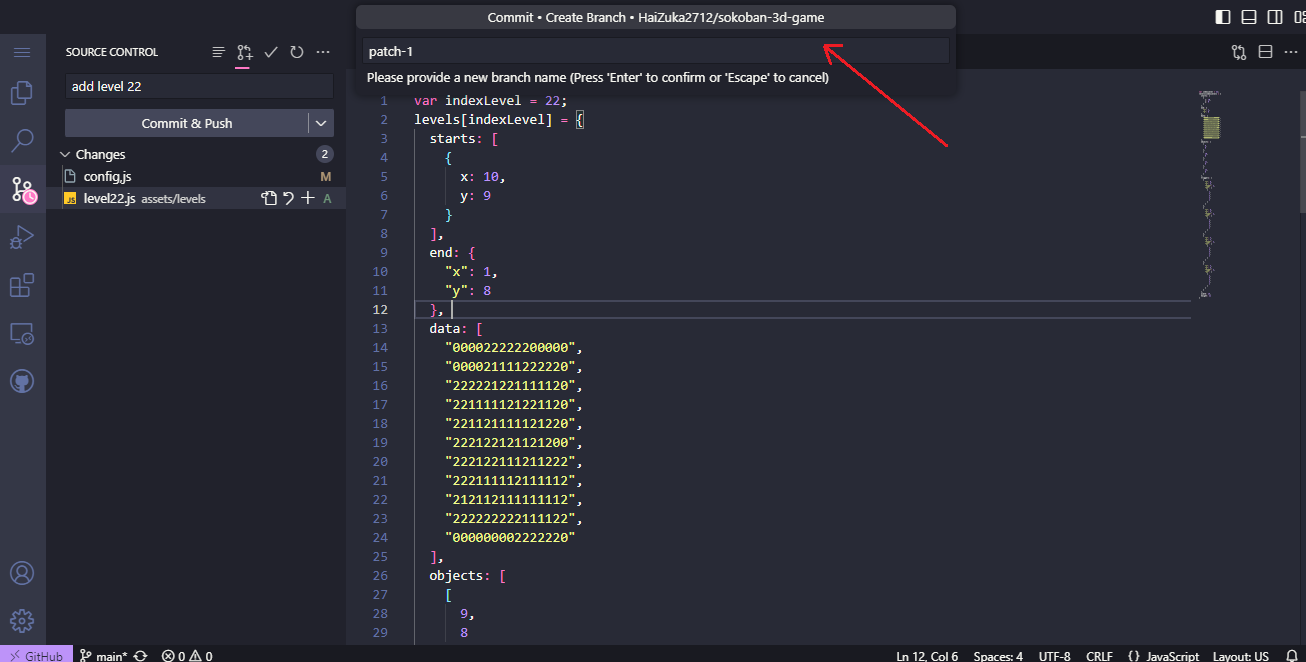 Commit • Create Branch • HaiZuka2712/sokoban-3d-game
patch-1
Please provide a new branch name (Press 'Enter' to confirm or 'Escape' to cancel)
SOURCE CONTROL
add level 22
Commit & Push
Changes 2
config.js M
JS level22.js assets/levels A
1 var indexLevel = 22;
2 levels[indexLevel] = {
3 starts: [
4 {
5 x: 10,
6 y: 9
7 }
8 ],
9 end: {
10 "x": 1,
11 "y": 8
12 },
13 data: [
14 "000022222200000",
15 "000021111222220",
16 "222221221111120",
17 "221111121221120",
18 "221121111121220",
19 "222122121121200",
20 "222122111211222",
21 "222111112111112",
22 "212112111111112",
23 "222222222111122",
24 "000000002222220"
25 ],
26 objects: [
27 [
28 9,
29 8
GitHub main* 0 0 Ln 12, Col 6 Spaces: 4 UTF-8 CRLF {} JavaScript Layout: US